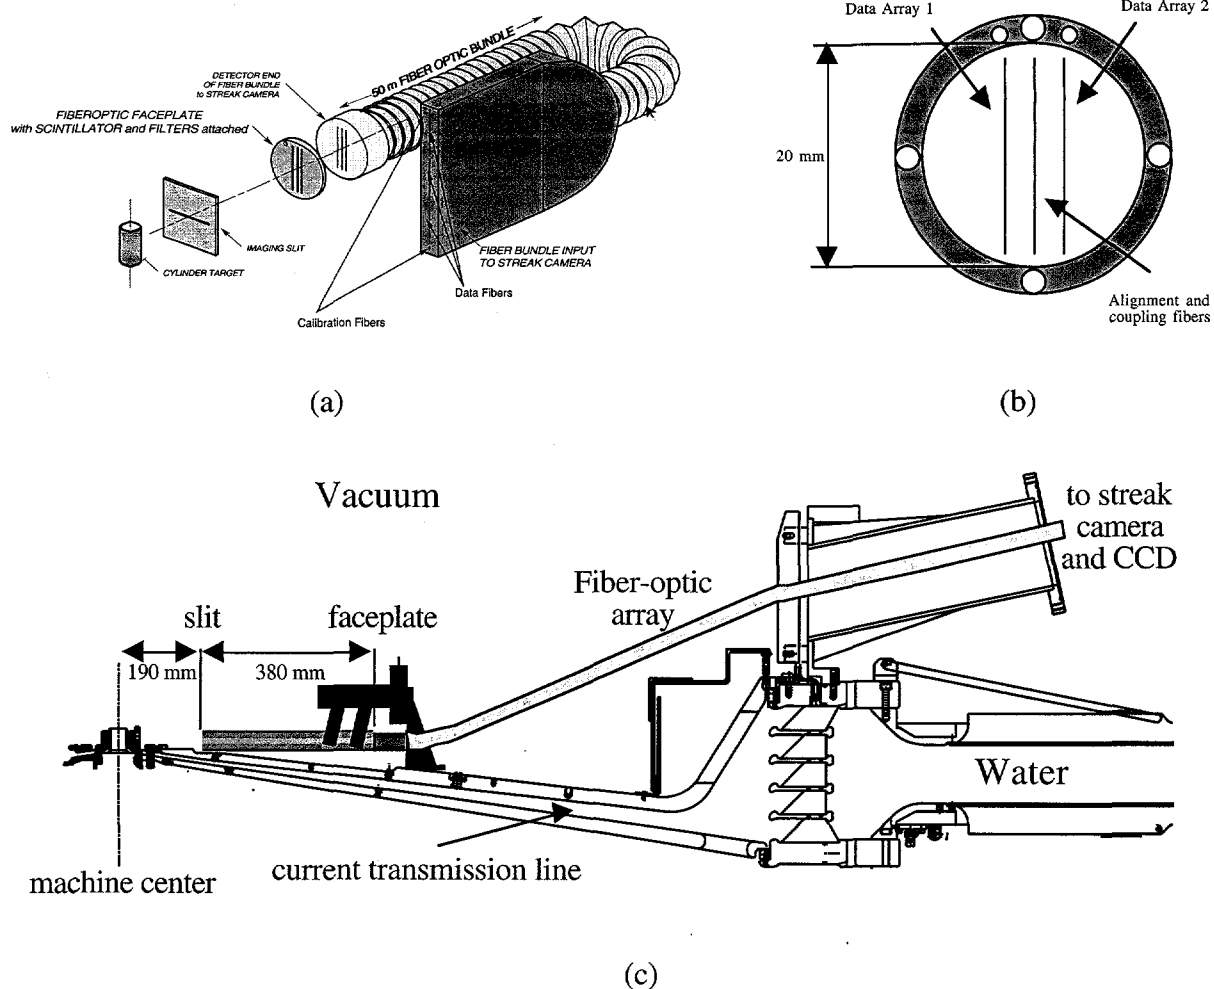 50 m FIBER OPTIC BUNDLE
DETECTOR END
OF FIBER BUNDLE
to STREAK CAMERA
FIBEROPTIC FACEPLATE
with SCINTILLATOR and FILTERS attached
IMAGING SLIT
CYLINDER TARGET
FIBER BUNDLE INPUT
TO STREAK CAMERA
Data Fibers
Calibration Fibers
(a)
Data Array 1
Data Array 2
20 mm
Alignment and
coupling fibers
(b)
Vacuum
to streak
camera
and CCD
Fiber-optic
array
slit
faceplate
190 mm
380 mm
Water
current transmission line
machine center
(c)